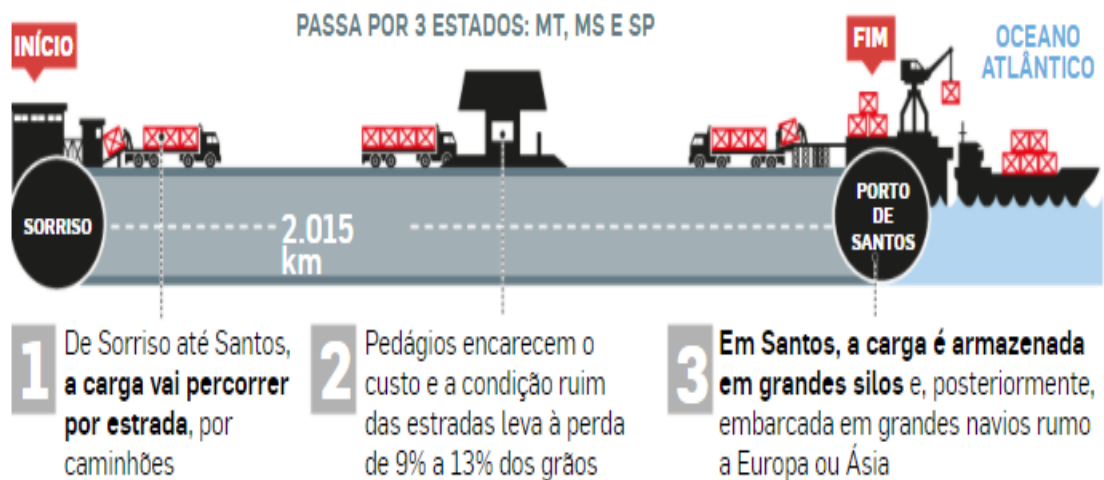 PASSA POR 3 ESTADOS: MT, MS E SP
INÍCIO
FIM
OCEANO
ATLÂNTICO
SORRISO
2.015
km
PORTO
DE
SANTOS
1
De Sorriso até Santos,
a carga vai percorrer
por estrada, por
caminhões
2
Pedágios encarecem o
custo e a condição ruim
das estradas leva à perda
de 9% a 13% dos grãos
3
Em Santos, a carga é armazenada
em grandes silos e, posteriormente,
embarcada em grandes navios rumo
a Europa ou Ásia